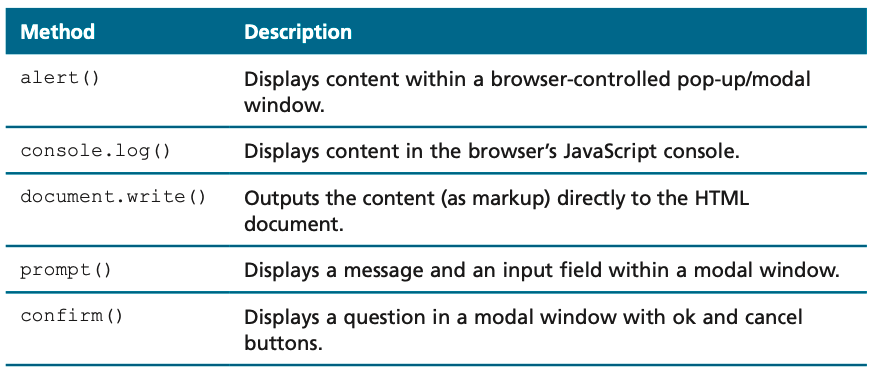 Method Description
alert() Displays content within a browser-controlled pop-up/modal
window.
console.log() Displays content in the browser’s JavaScript console.
document.write() Outputs the content (as markup) directly to the HTML
document.
prompt() Displays a message and an input field within a modal window.
confirm() Displays a question in a modal window with ok and cancel
buttons.